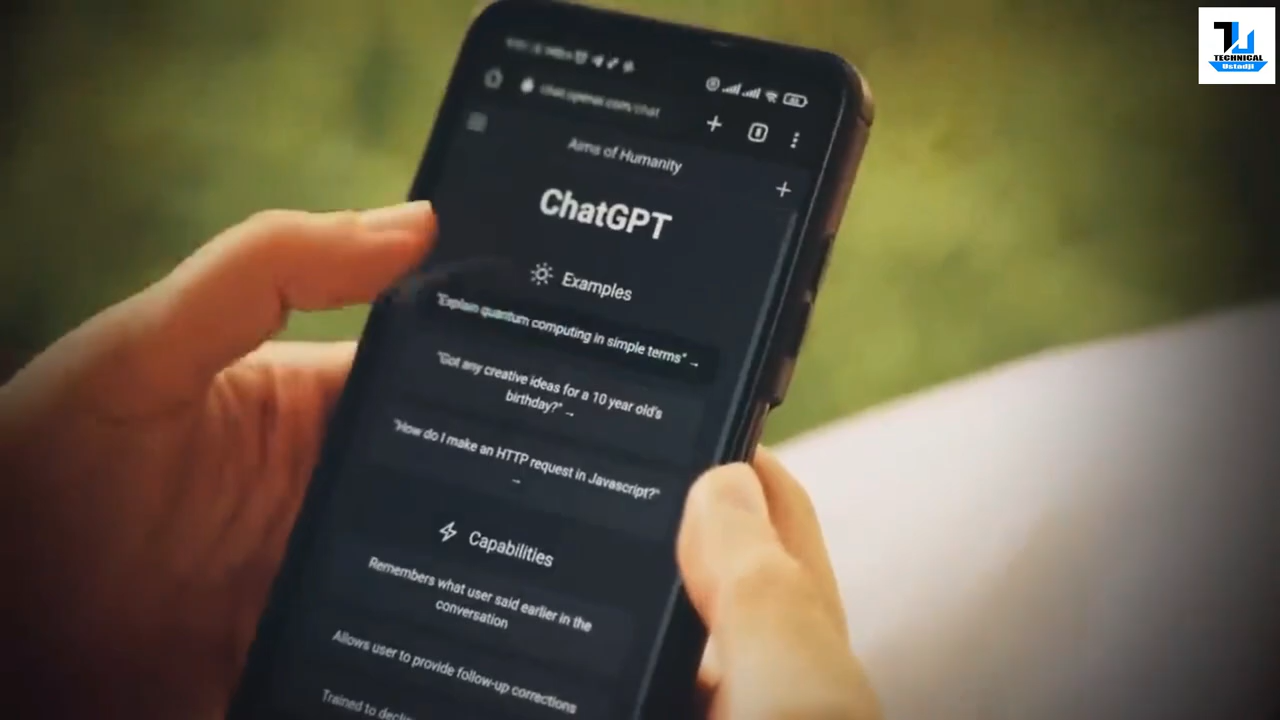 TECHNICAL
Ustadji
chat.openai.com/chat
Aims of Humanity
ChatGPT
Examples
"Explain quantum computing in simple terms" →
"Got any creative ideas for a 10 year old's
birthday?" →
"How do I make an HTTP request in Javascript?"
→
Capabilities
Remembers what user said earlier in the
conversation
Allows user to provide follow-up corrections
Trained to